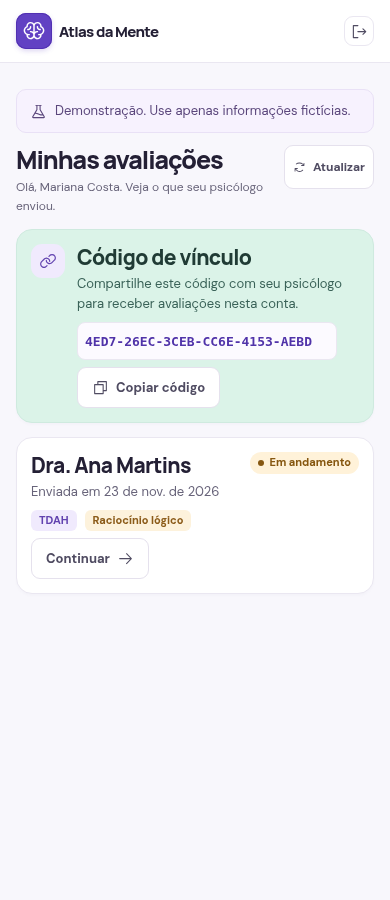 Atlas da Mente
Demonstração. Use apenas informações fictícias.
Minhas avaliações
Atualizar
Olá, Mariana Costa. Veja o que seu psicólogo
enviou.
Código de vínculo
Compartilhe este código com seu psicólogo
para receber avaliações nesta conta.
4ED7-26EC-3CEB-CC6E-4153-AEBD
Copiar código
Dra. Ana Martins
Em andamento
Enviada em 23 de nov. de 2026
TDAH Raciocínio lógico
Continuar